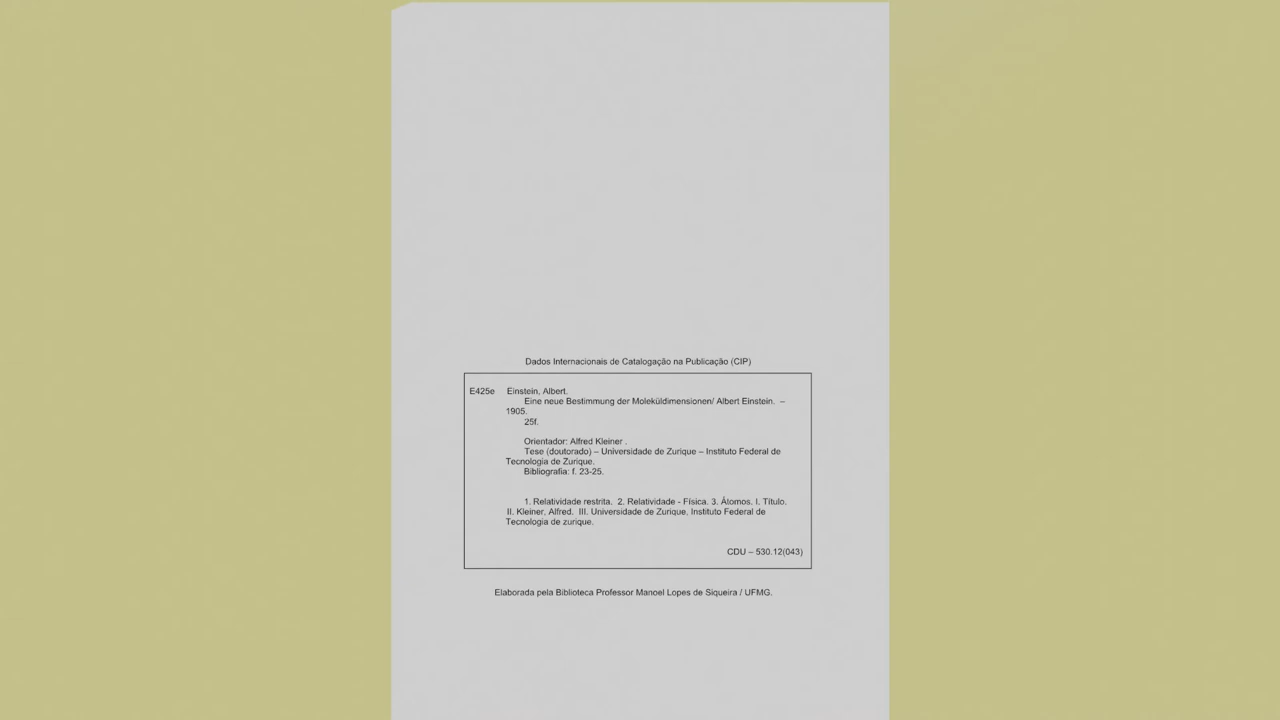 Dados Internacionais de Catalogação na Publicação (CIP)
E425e Einstein, Albert.
Eine neue Bestimmung der Moleküldimensionen/ Albert Einstein. –
1905.
25f.
Orientador: Alfred Kleiner .
Tese (doutorado) – Universidade de Zurique – Instituto Federal de
Tecnologia de Zurique.
Bibliografia: f. 23-25.
1. Relatividade restrita. 2. Relatividade - Física. 3. Átomos. I. Título.
II. Kleiner, Alfred. III. Universidade de Zurique, Instituto Federal de
Tecnologia de zurique.
CDU – 530.12(043)
Elaborada pela Biblioteca Professor Manoel Lopes de Siqueira / UFMG.